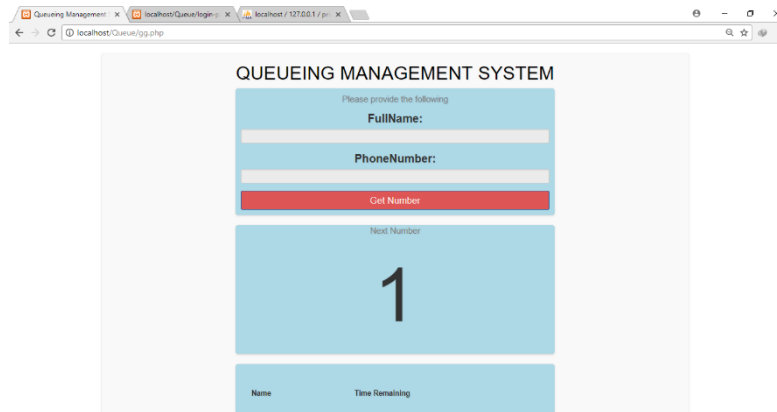 Queueing Management
localhost/Queue/login-p
localhost / 127.0.0.1 / pr
localhost/Queue/gg.php
QUEUEING MANAGEMENT SYSTEM
Please provide the following
FullName:
PhoneNumber:
Get Number
Next Number
1
Name Time Remaining